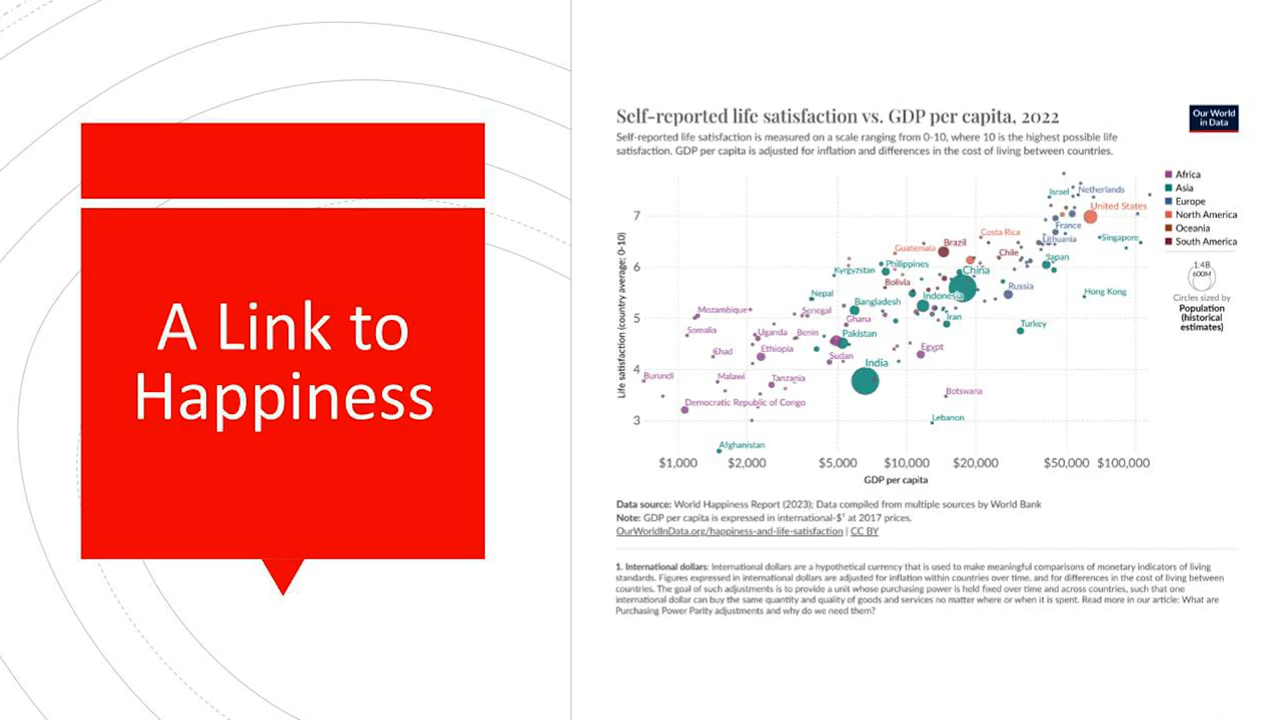 A Link to
Happiness
Self-reported life satisfaction vs. GDP per capita, 2022
Our World
in Data
Self-reported life satisfaction is measured on a scale ranging from 0-10, where 10 is the highest possible life
satisfaction. GDP per capita is adjusted for inflation and differences in the cost of living between countries.
Life satisfaction (country average; 0-10)
7
6
5
4
3
Israel
Netherlands
United States
France
Costa Rica
Lithuania
Singapore
Guatemala
Brazil
Chile
Japan
Kyrgyzstan
Philippines
China
Bolivia
Russia
Hong Kong
Nepal
Bangladesh
Indonesia
Mozambique
Senegal
Ghana
Iran
Turkey
Somalia
Uganda
Benin
Pakistan
Chad
Ethiopia
Sudan
Egypt
India
Burundi
Malawi
Tanzania
Botswana
Democratic Republic of Congo
Lebanon
Afghanistan
$1,000
$2,000
$5,000
$10,000
$20,000
$50,000
$100,000
GDP per capita
Africa
Asia
Europe
North America
Oceania
South America
1:4B
600M
Circles sized by
Population
(historical
estimates)
Data source: World Happiness Report (2023); Data compiled from multiple sources by World Bank
Note: GDP per capita is expressed in international-$¹ at 2017 prices.
OurWorldInData.org/happiness-and-life-satisfaction | CC BY
1. International dollars: International dollars are a hypothetical currency that is used to make meaningful comparisons of monetary indicators of living
standards. Figures expressed in international dollars are adjusted for inflation within countries over time, and for differences in the cost of living between
countries. The goal of such adjustments is to provide a unit whose purchasing power is held fixed over time and across countries, such that one
international dollar can buy the same quantity and quality of goods and services no matter where or when it is spent. Read more in our article: What are
Purchasing Power Parity adjustments and why do we need them?